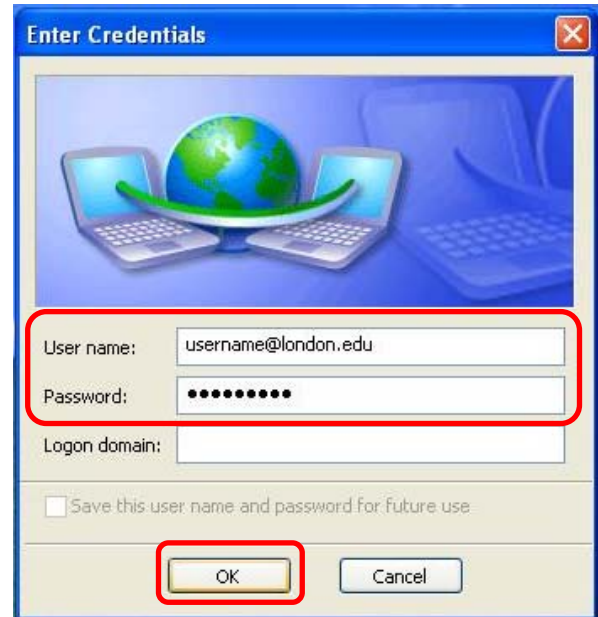 Enter Credentials
User name: username@london.edu
Password: •••••••••
Logon domain:
Save this user name and password for future use
OK Cancel